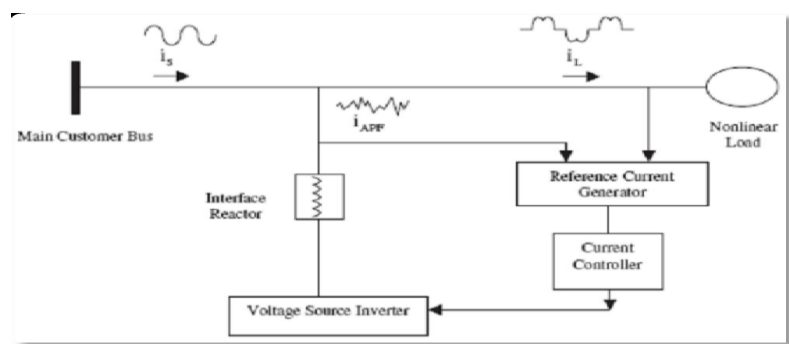 i_S
i_L
i_APF
Main Customer Bus
Nonlinear
Load
Interface
Reactor
Reference Current
Generator
Current
Controller
Voltage Source Inverter